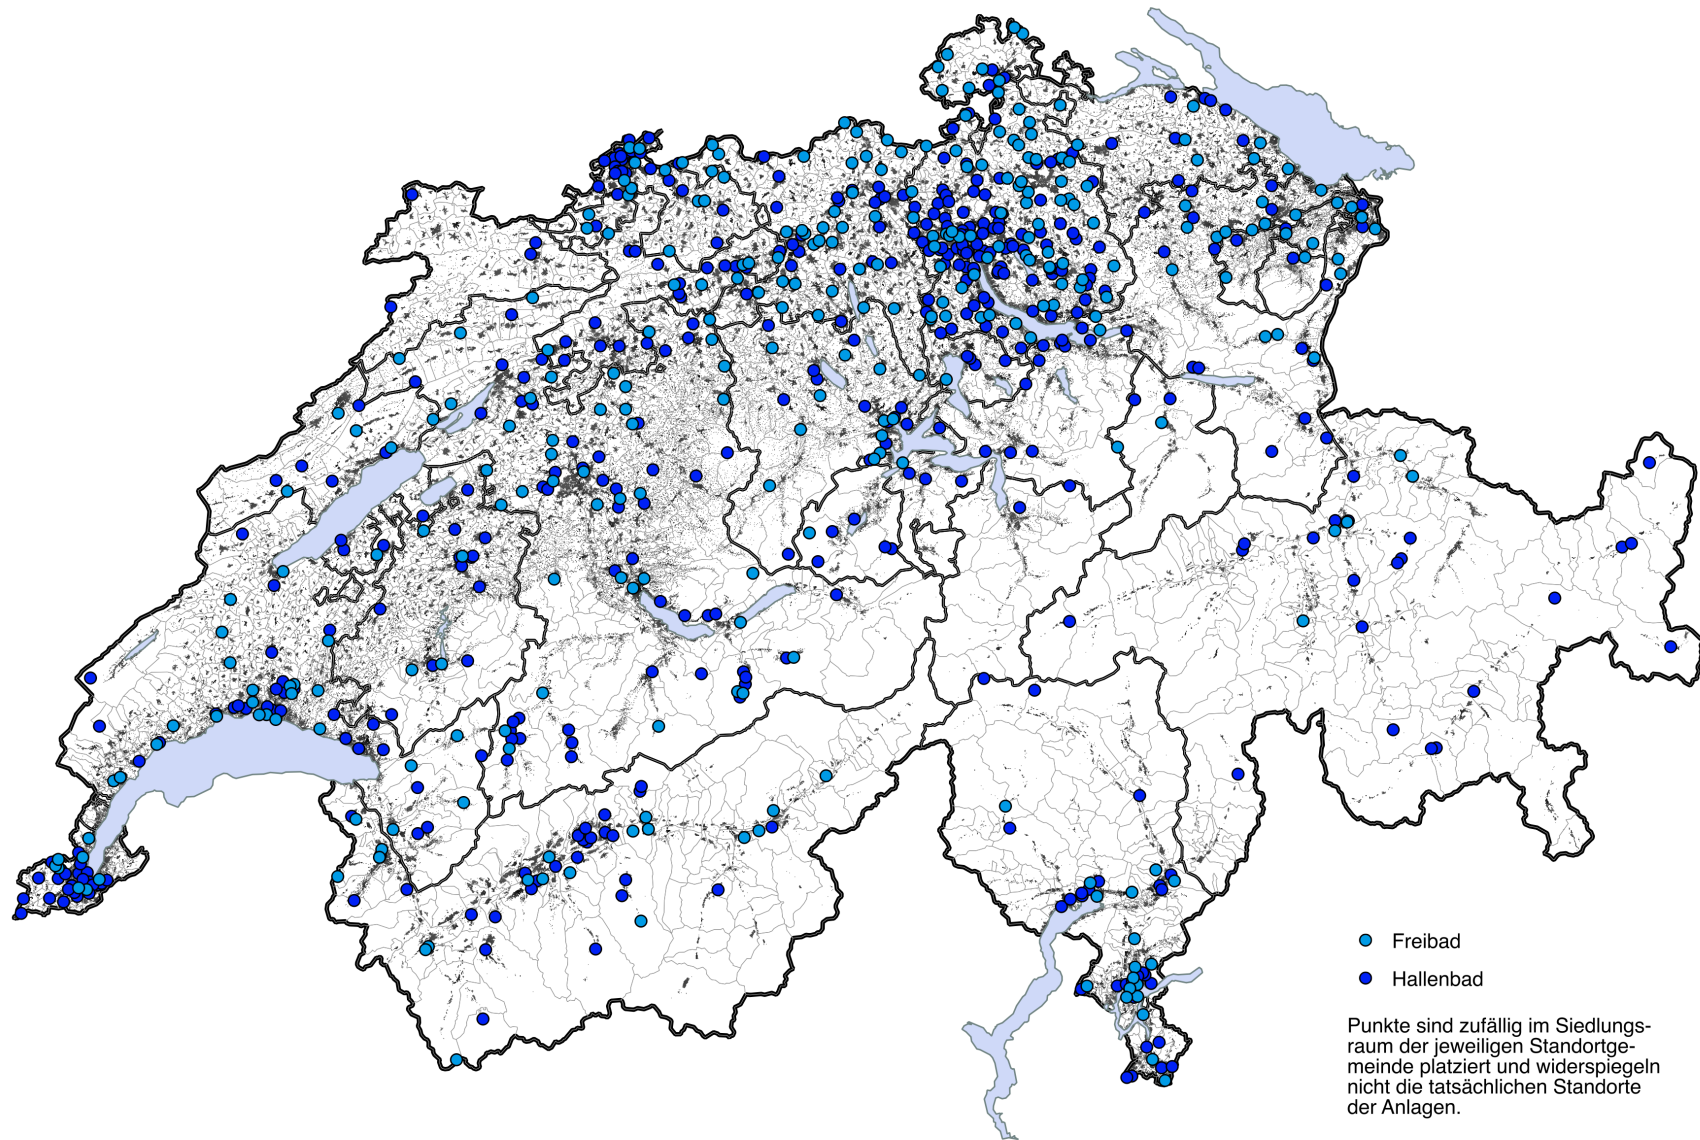 Freibad
Hallenbad
Punkte sind zufällig im Siedlungs-
raum der jeweiligen Standortge-
meinde platziert und widerspiegeln
nicht die tatsächlichen Standorte
der Anlagen.